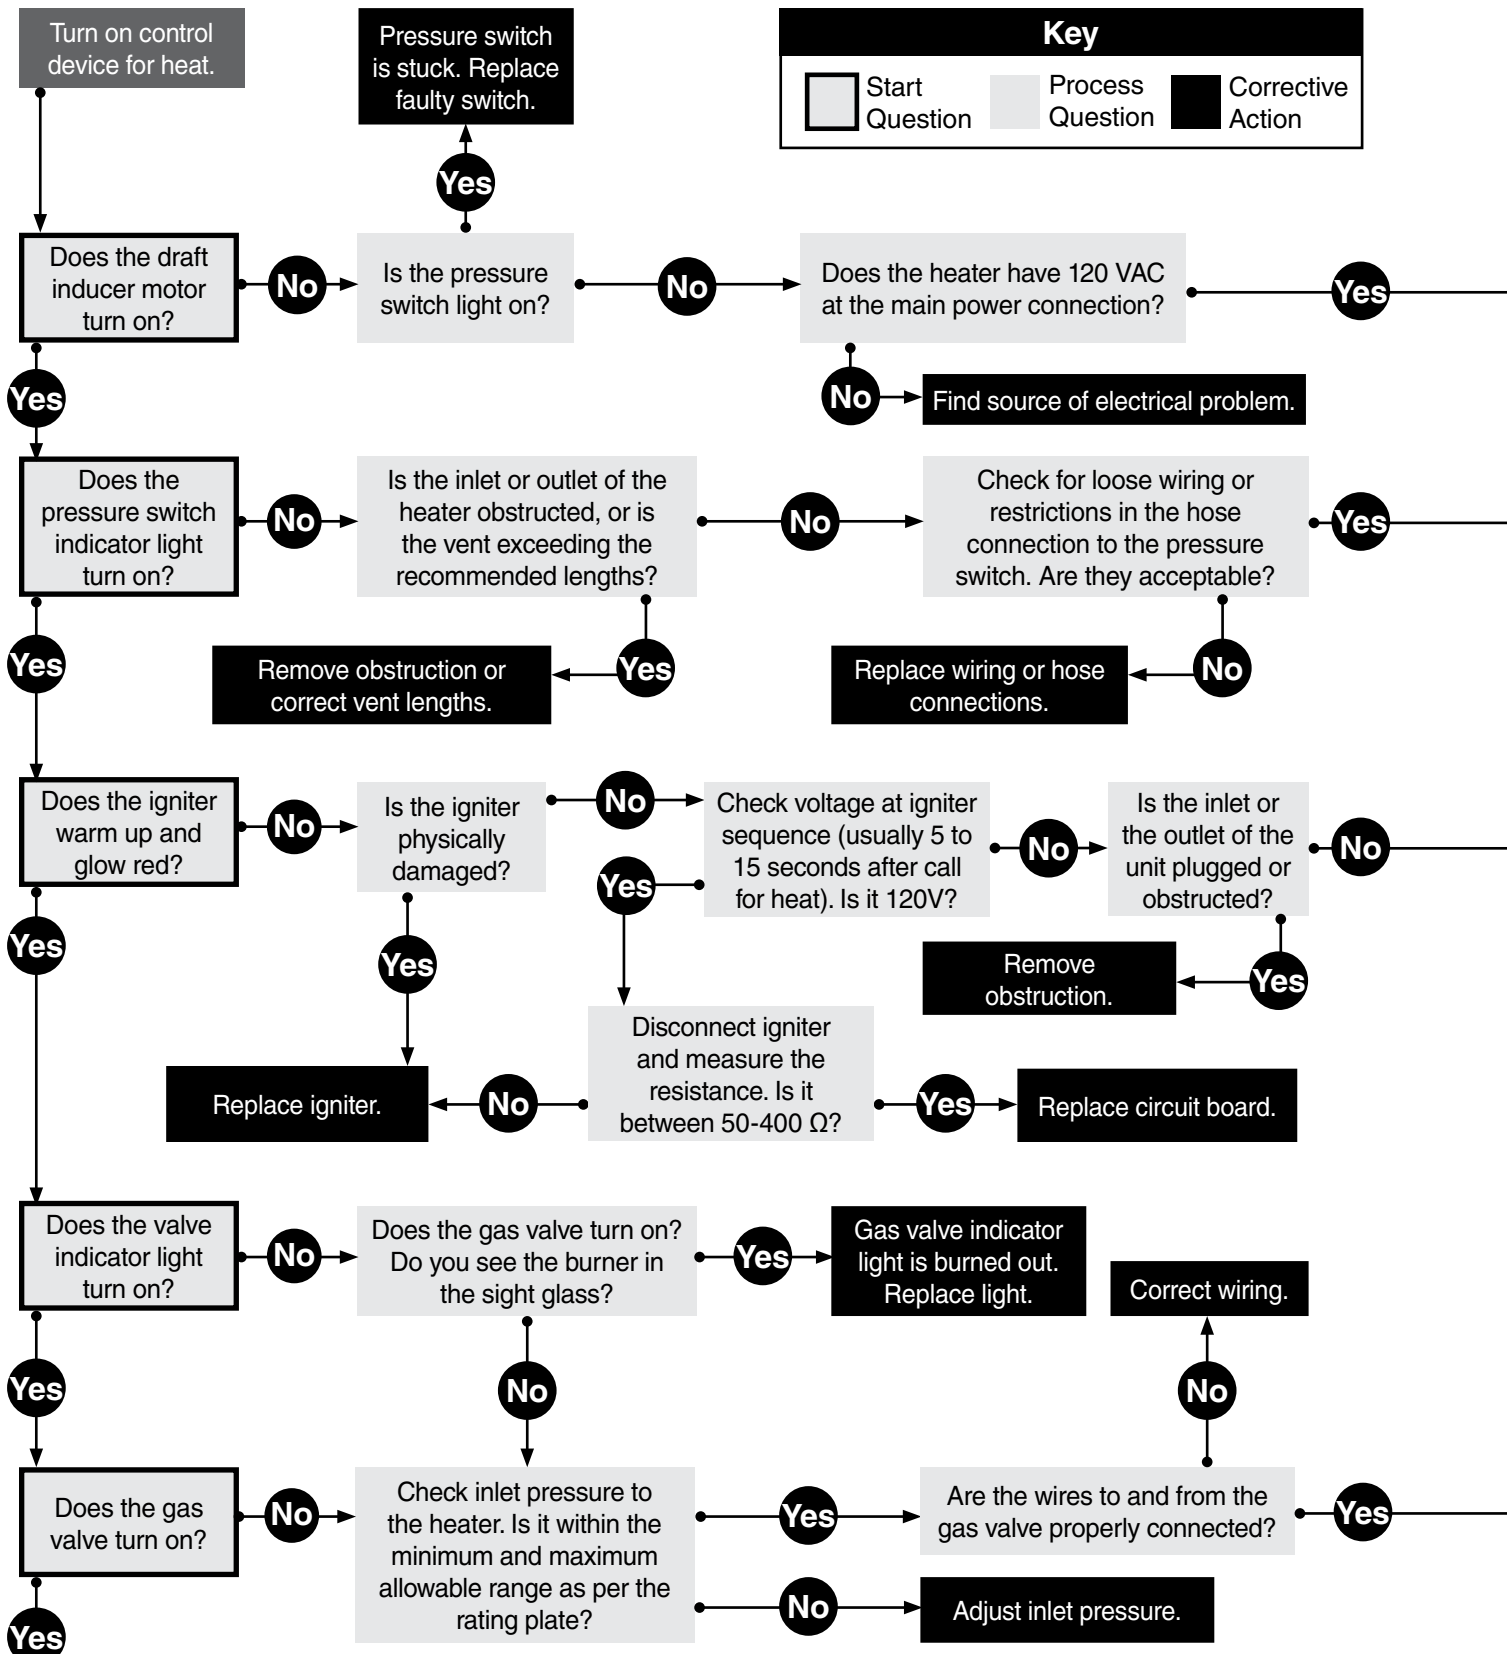 Turn on control
device for heat.
Pressure switch
is stuck. Replace
faulty switch.
Key
Start
Question
Process
Question
Corrective
Action
Yes
Does the draft
inducer motor
turn on?
No
Is the pressure
switch light on?
No
Does the heater have 120 VAC
at the main power connection?
Yes
Yes
No
Find source of electrical problem.
Does the
pressure switch
indicator light
turn on?
No
Is the inlet or outlet of the
heater obstructed, or is
the vent exceeding the
recommended lengths?
No
Check for loose wiring or
restrictions in the hose
connection to the pressure
switch. Are they acceptable?
Yes
Yes
Remove obstruction or
correct vent lengths.
Yes
Replace wiring or hose
connections.
No
Does the igniter
warm up and
glow red?
No
Is the igniter
physically
damaged?
No
Check voltage at igniter
sequence (usually 5 to
15 seconds after call
for heat). Is it 120V?
No
Is the inlet or
the outlet of the
unit plugged or
obstructed?
No
Yes
Yes
Yes
Remove
obstruction.
Yes
Disconnect igniter
and measure the
resistance. Is it
between 50-400 Ω?
Replace igniter.
No
Yes
Replace circuit board.
Does the valve
indicator light
turn on?
No
Does the gas valve turn on?
Do you see the burner in
the sight glass?
Yes
Gas valve indicator
light is burned out.
Replace light.
Correct wiring.
Yes
No
No
Does the gas
valve turn on?
No
Check inlet pressure to
the heater. Is it within the
minimum and maximum
allowable range as per the
rating plate?
Yes
Are the wires to and from the
gas valve properly connected?
Yes
No
Adjust inlet pressure.
Yes